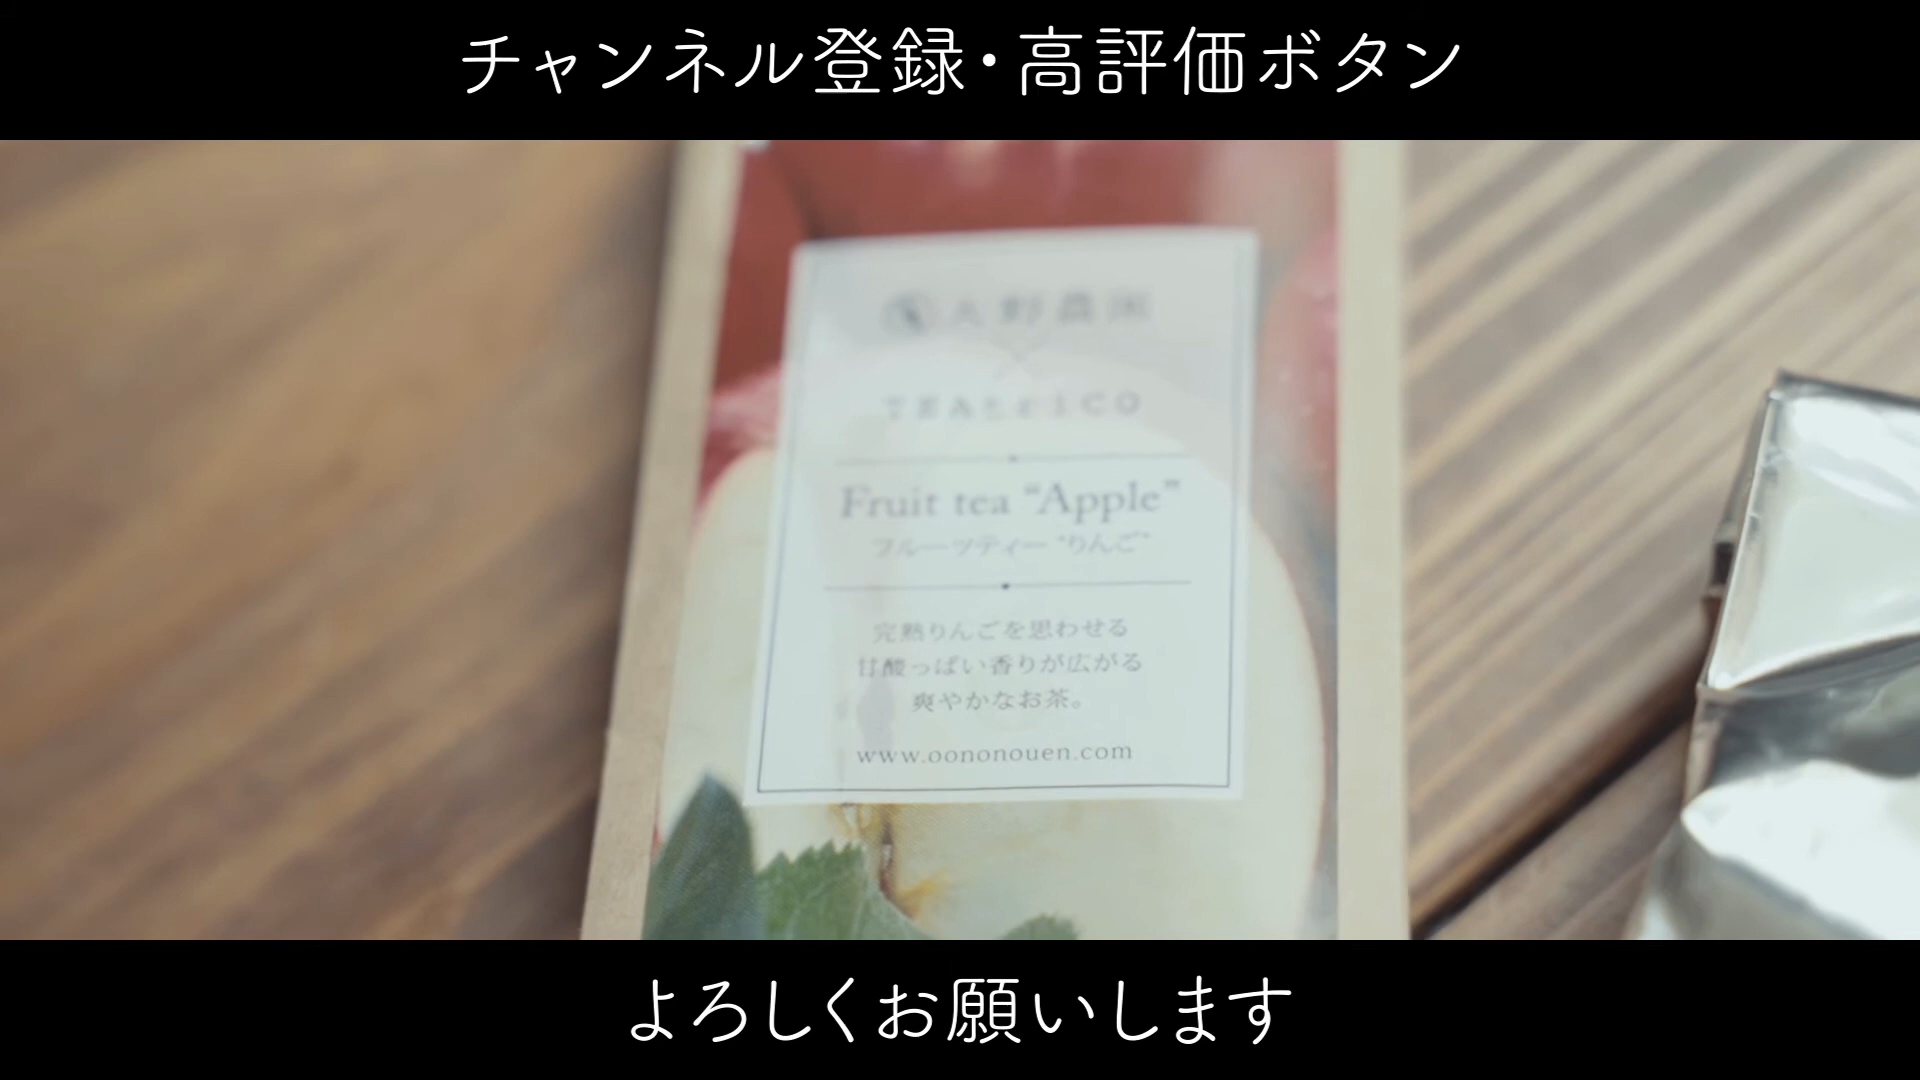 チャンネル登録・高評価ボタン
大野農園
Fruit tea “Apple”
フルーツティー “りんご”
完熟りんごを思わせる
甘酸っぱい香りが広がる
爽やかなお茶。
www.oononouen.com
よろしくお願いします